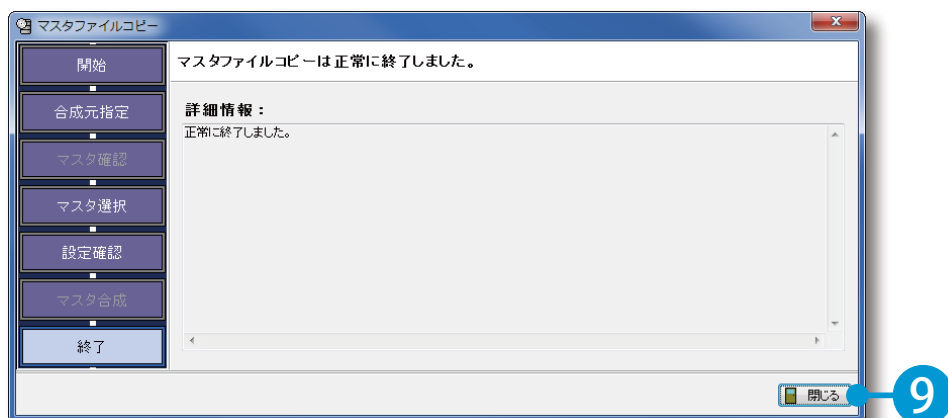 マスタファイルコピー
開始
合成元指定
マスタ確認
マスタ選択
設定確認
マスタ合成
終了
マスタファイルコピーは正常に終了しました。
詳細情報：
正常に終了しました。
閉じる
9